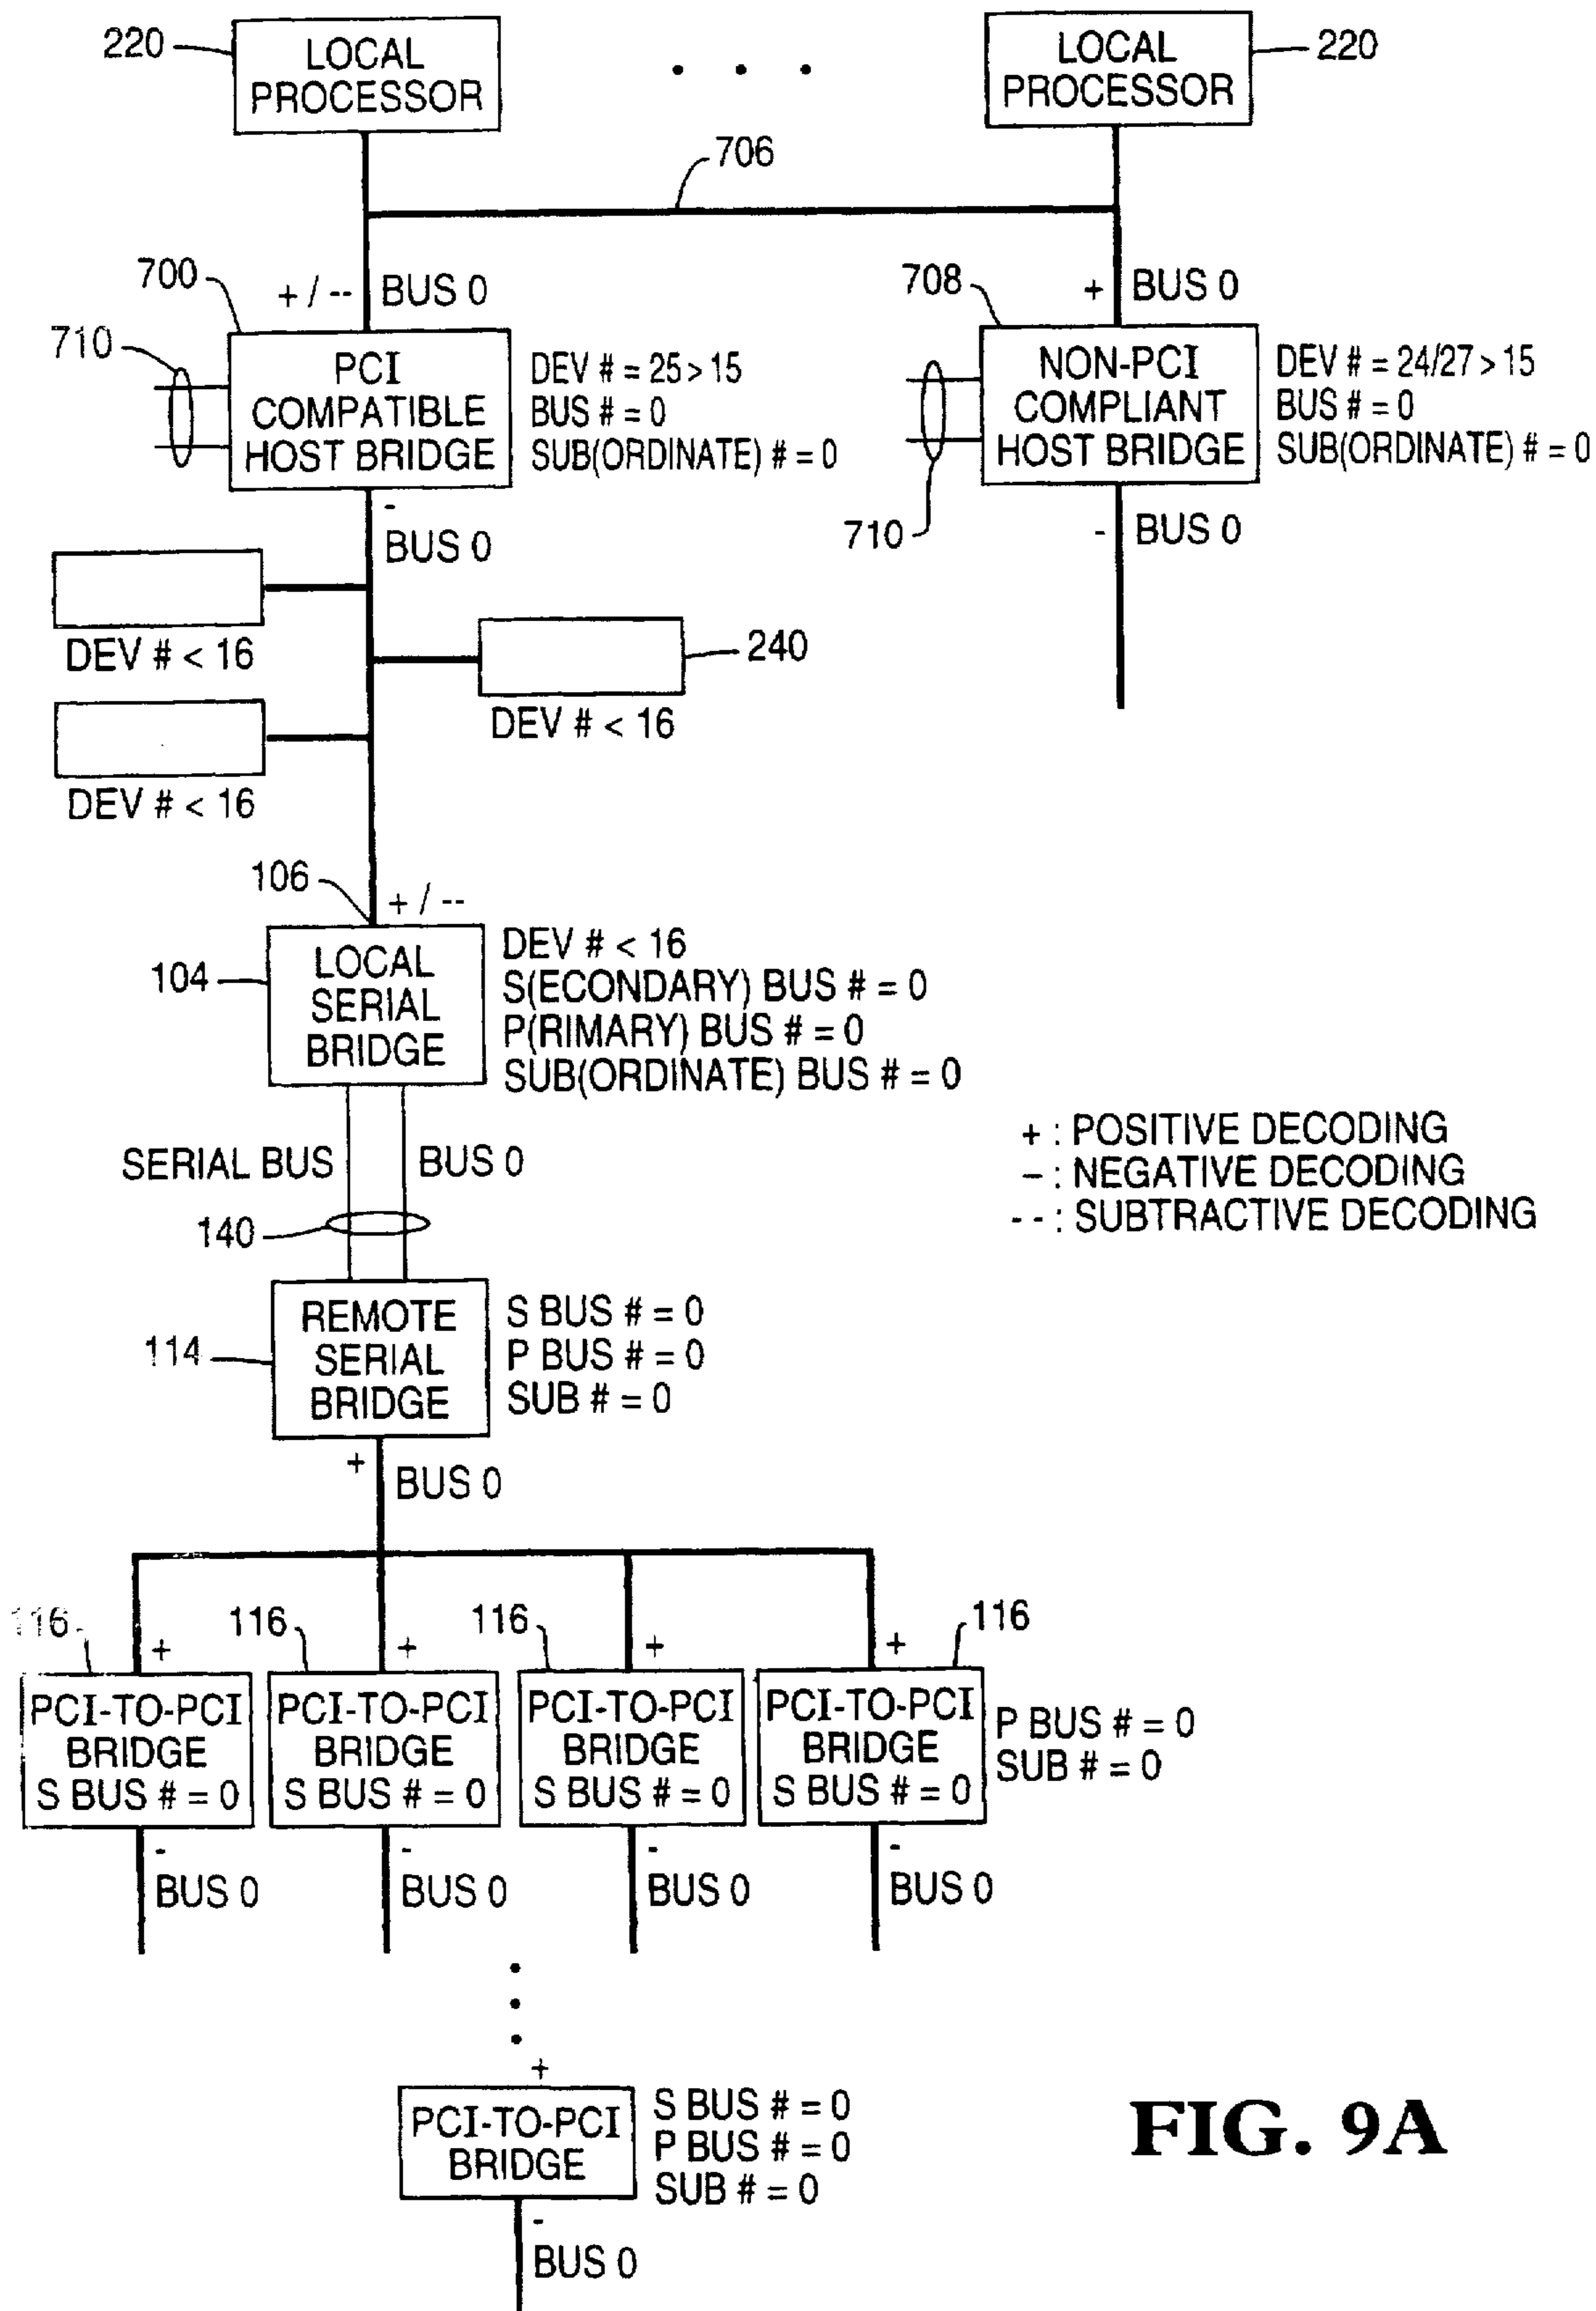 220
LOCAL
PROCESSOR
. . .
LOCAL
PROCESSOR
220
706
700
+ / --
BUS 0
708
+
BUS 0
710
PCI
COMPATIBLE
HOST BRIDGE
DEV # = 25 > 15
BUS # = 0
SUB(ORDINATE) # = 0
NON-PCI
COMPLIANT
HOST BRIDGE
DEV # = 24/27 > 15
BUS # = 0
SUB(ORDINATE) # = 0
710
-
BUS 0
-
BUS 0
DEV # < 16
240
DEV # < 16
DEV # < 16
106
+ / --
104
LOCAL
SERIAL
BRIDGE
DEV # < 16
S(ECONDARY) BUS # = 0
P(RIMARY) BUS # = 0
SUB(ORDINATE) BUS # = 0
SERIAL BUS
BUS 0
140
+ : POSITIVE DECODING
– : NEGATIVE DECODING
- - : SUBTRACTIVE DECODING
114
REMOTE
SERIAL
BRIDGE
S BUS # = 0
P BUS # = 0
SUB # = 0
+
BUS 0
116
+
116
+
116
+
116
+
PCI-TO-PCI
BRIDGE
S BUS # = 0
PCI-TO-PCI
BRIDGE
S BUS # = 0
PCI-TO-PCI
BRIDGE
S BUS # = 0
PCI-TO-PCI
BRIDGE
S BUS # = 0
P BUS # = 0
SUB # = 0
-
BUS 0
-
BUS 0
-
BUS 0
-
BUS 0
+
PCI-TO-PCI
BRIDGE
S BUS # = 0
P BUS # = 0
SUB # = 0
-
BUS 0
FIG. 9A